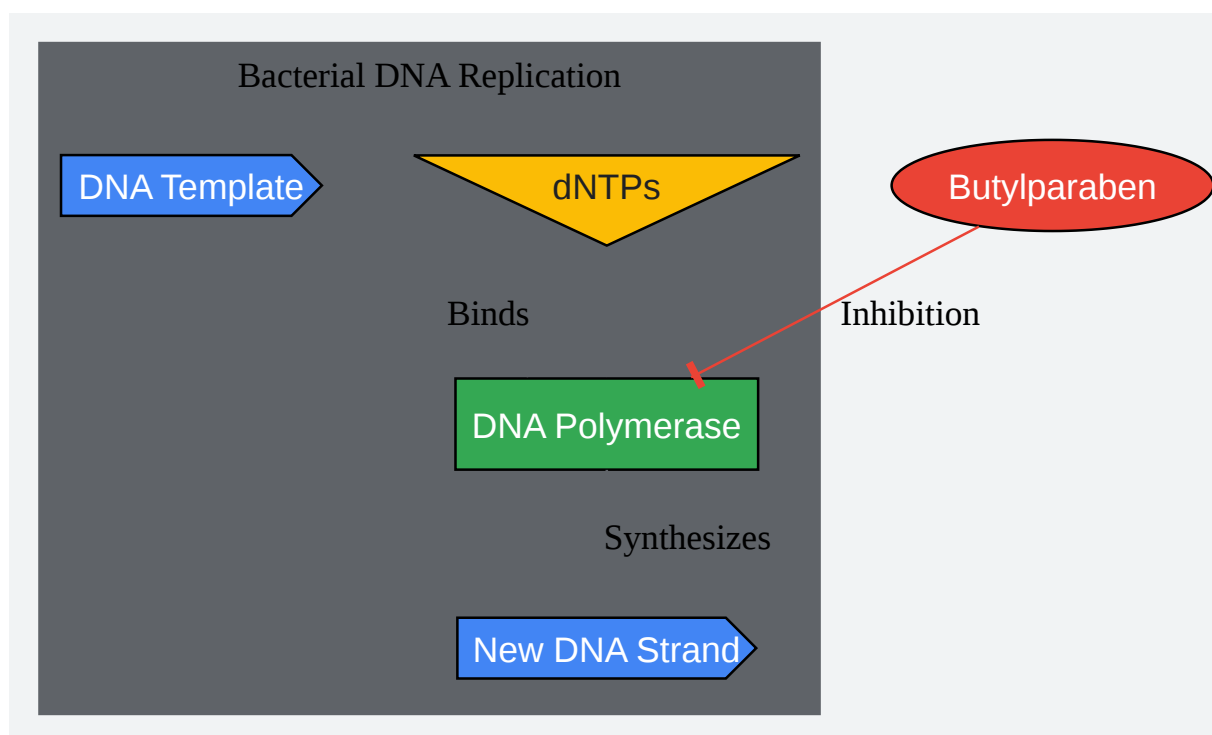 Bacterial DNA Replication
DNA Template
dNTPs
Butylparaben
Binds
Inhibition
DNA Polymerase
Synthesizes
New DNA Strand